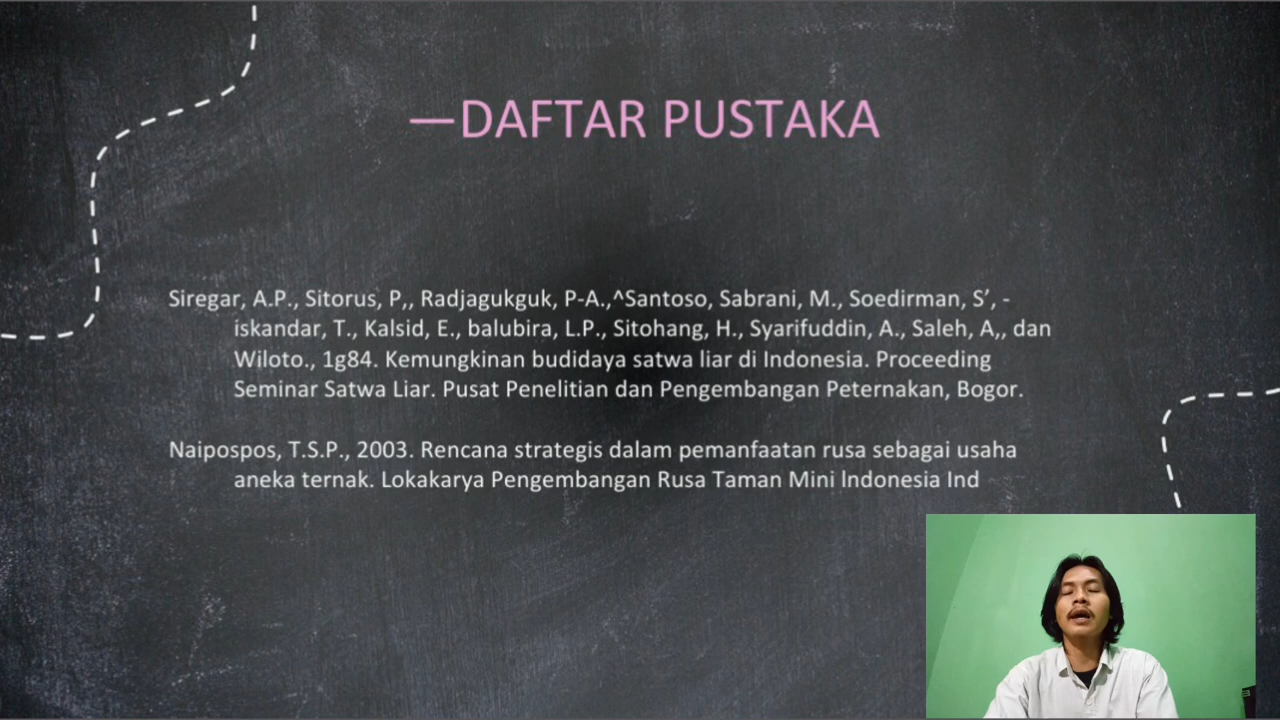 —DAFTAR PUSTAKA
Siregar, A.P., Sitorus, P,, Radjagukguk, P-A.,^Santoso, Sabrani, M., Soedirman, S’, -
iskandar, T., Kalsid, E., balubira, L.P., Sitohang, H., Syarifuddin, A., Saleh, A,, dan
Wiloto., 1g84. Kemungkinan budidaya satwa liar di Indonesia. Proceeding
Seminar Satwa Liar. Pusat Penelitian dan Pengembangan Peternakan, Bogor.
Naipospos, T.S.P., 2003. Rencana strategis dalam pemanfaatan rusa sebagai usaha
aneka ternak. Lokakarya Pengembangan Rusa Taman Mini lndonesia Ind